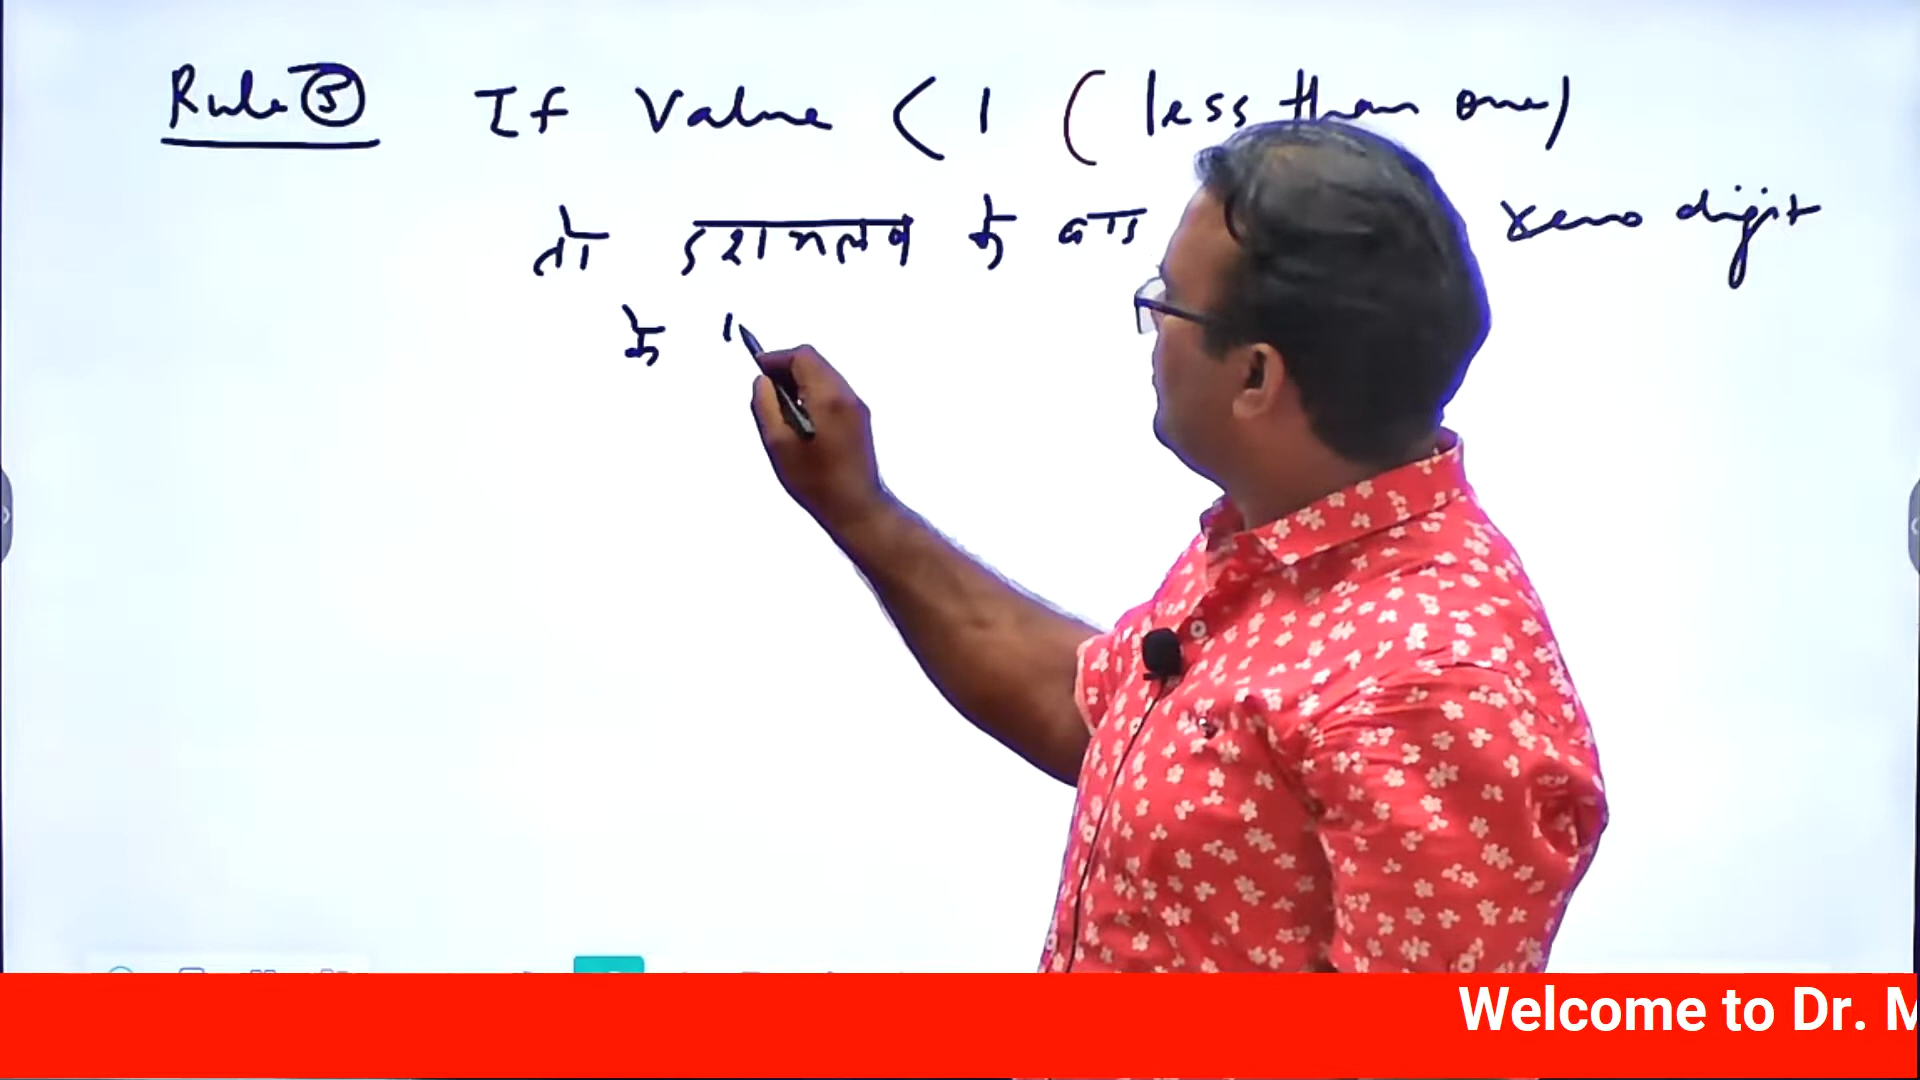 Rule 5 If Value < 1 (less than one)
तो दशमलव के बाद zero digit
के
Welcome to Dr. M